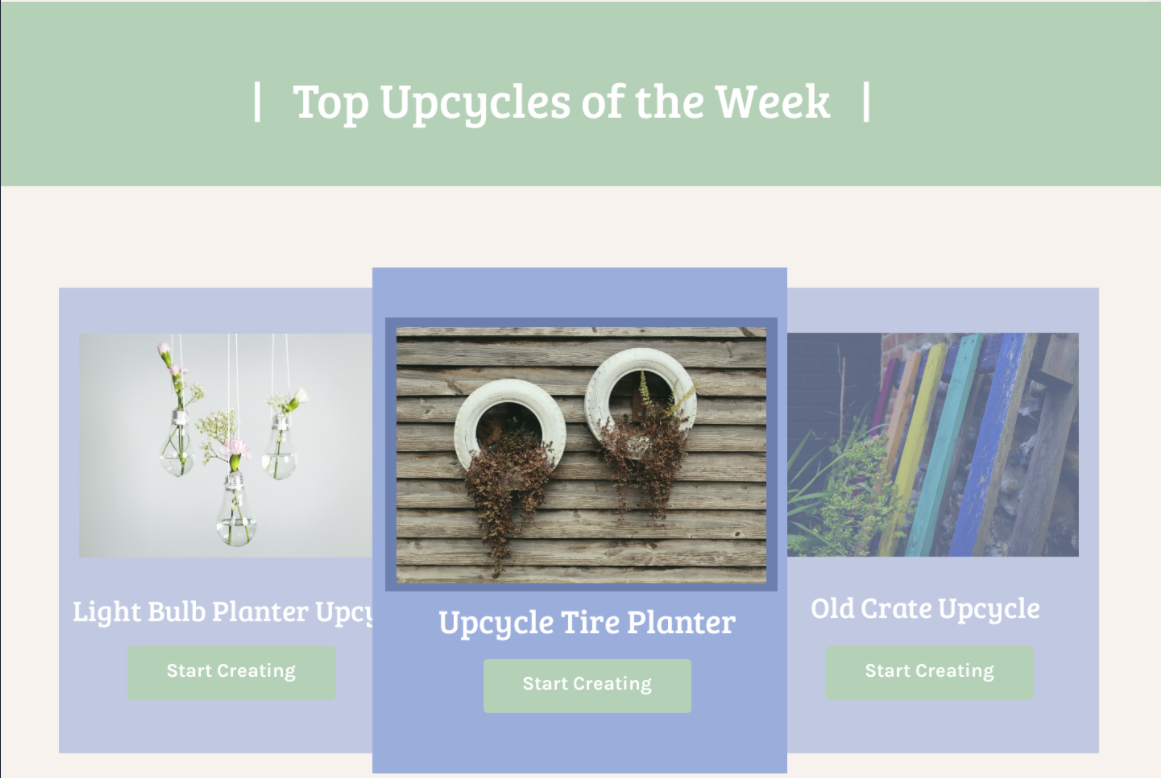 | Top Upcycles of the Week |
Light Bulb Planter Upcy
Start Creating
Upcycle Tire Planter
Start Creating
Old Crate Upcycle
Start Creating